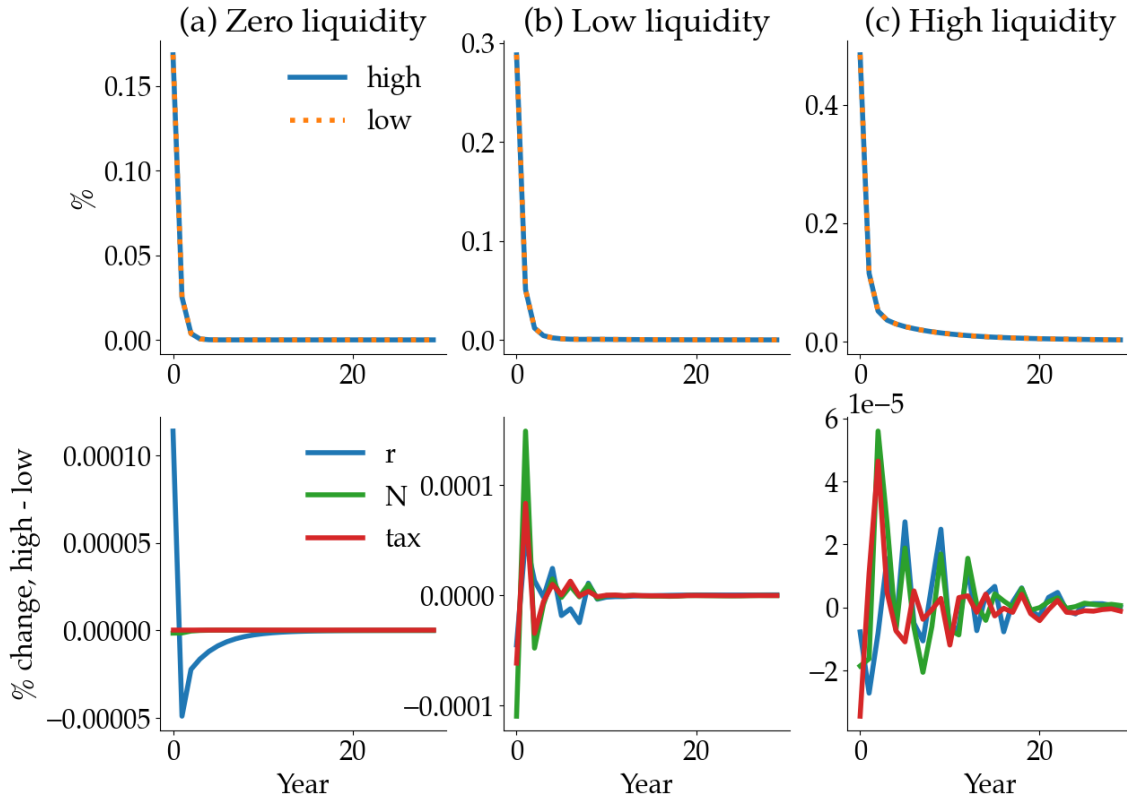 (a) Zero liquidity
(b) Low liquidity
(c) High liquidity
high
low
%
0.15
0.10
0.05
0.00
0
20
0.3
0.2
0.1
0.0
0
20
0.4
0.2
0.0
0
20
% change, high - low
r
N
tax
0.00010
0.00005
0.00000
−0.00005
0
20
Year
0.0001
0.0000
−0.0001
0
20
Year
1e−5
6
4
2
0
−2
0
20
Year